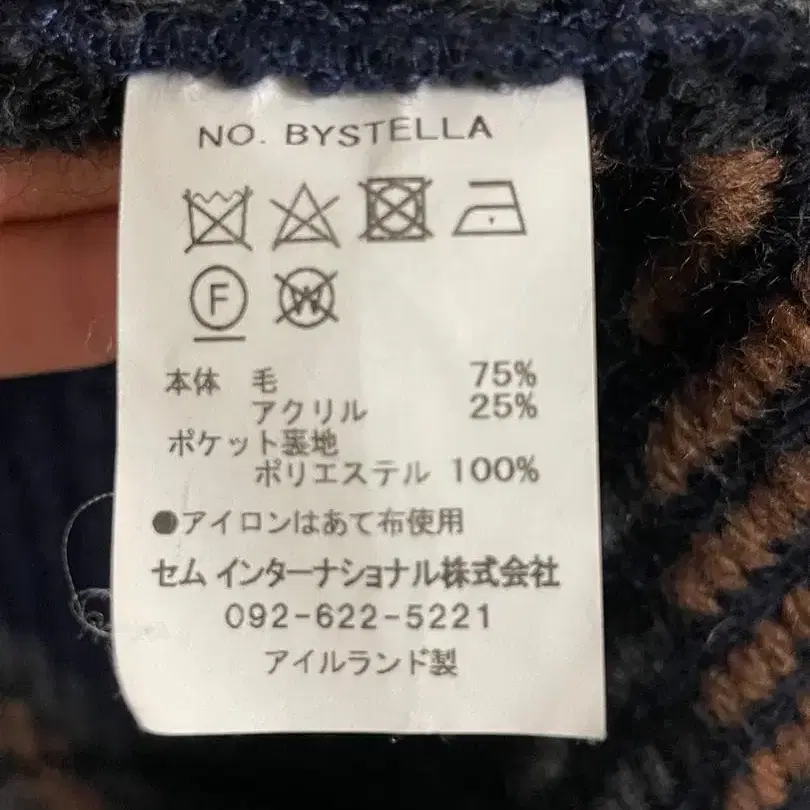 NO. BYSTELLA
F W
本体 毛 75%
アクリル 25%
ポケット裏地
ポリエステル 100%
●アイロンはあて布使用
セム インターナショナル株式会社
092-622-5221
アイルランド製